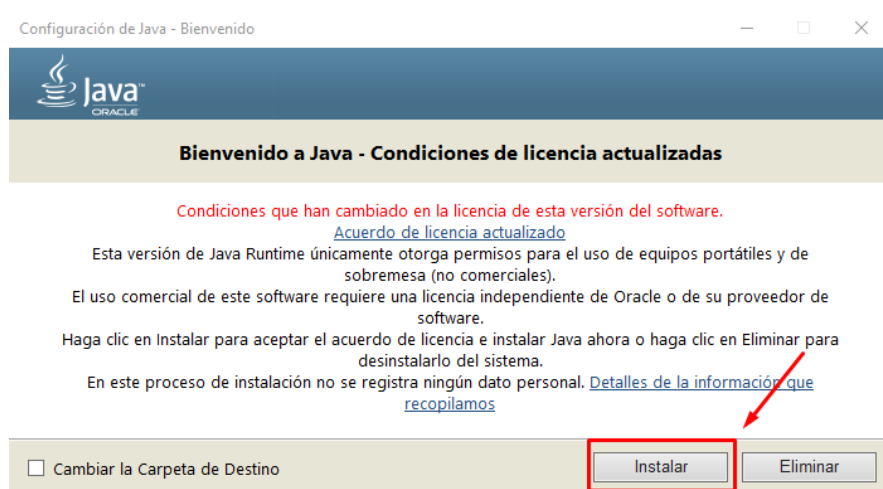 Configuración de Java - Bienvenido
Java™
ORACLE
Bienvenido a Java - Condiciones de licencia actualizadas
Condiciones que han cambiado en la licencia de esta versión del software.
Acuerdo de licencia actualizado
Esta versión de Java Runtime únicamente otorga permisos para el uso de equipos portátiles y de
sobremesa (no comerciales).
El uso comercial de este software requiere una licencia independiente de Oracle o de su proveedor de
software.
Haga clic en Instalar para aceptar el acuerdo de licencia e instalar Java ahora o haga clic en Eliminar para
desinstalarlo del sistema.
En este proceso de instalación no se registra ningún dato personal. Detalles de la información que
recopilamos
Cambiar la Carpeta de Destino
Instalar
Eliminar